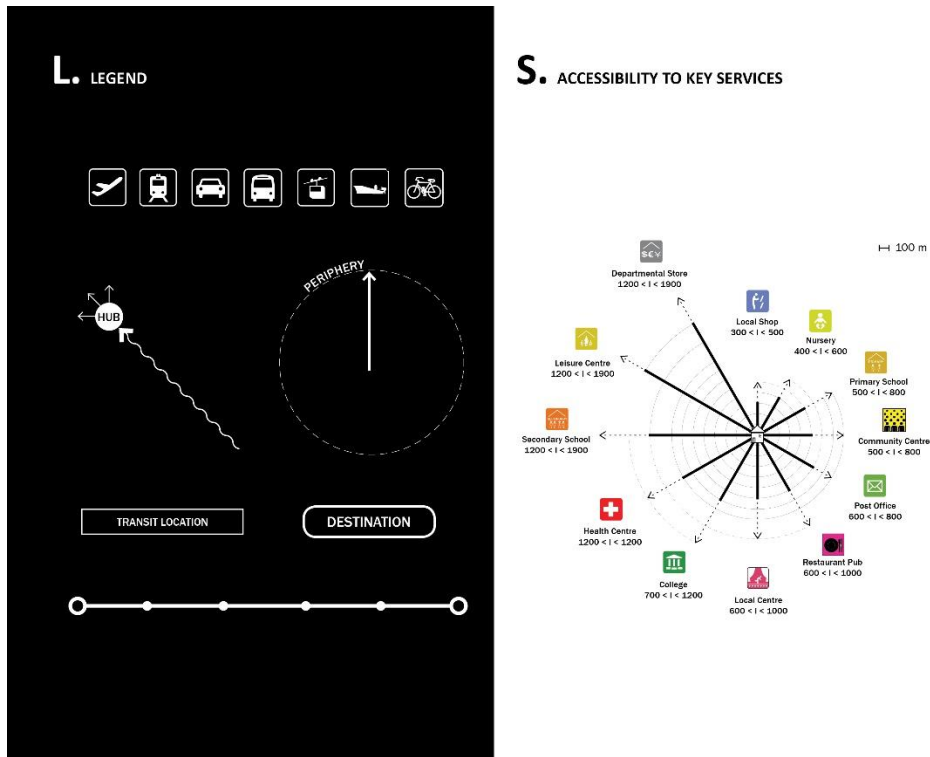 L. LEGEND
PERIPHERY
HUB
TRANSIT LOCATION
DESTINATION
S. ACCESSIBILITY TO KEY SERVICES
100 m
Departmental Store
1200 < l < 1900
Local Shop
300 < l < 500
Nursery
400 < l < 600
Leisure Centre
1200 < l < 1900
Primary School
500 < l < 800
Secondary School
1200 < l < 1900
Community Centre
500 < l < 800
Post Office
600 < l < 800
Health Centre
1200 < l < 1200
Restaurant Pub
600 < l < 1000
College
700 < l < 1200
Local Centre
600 < l < 1000